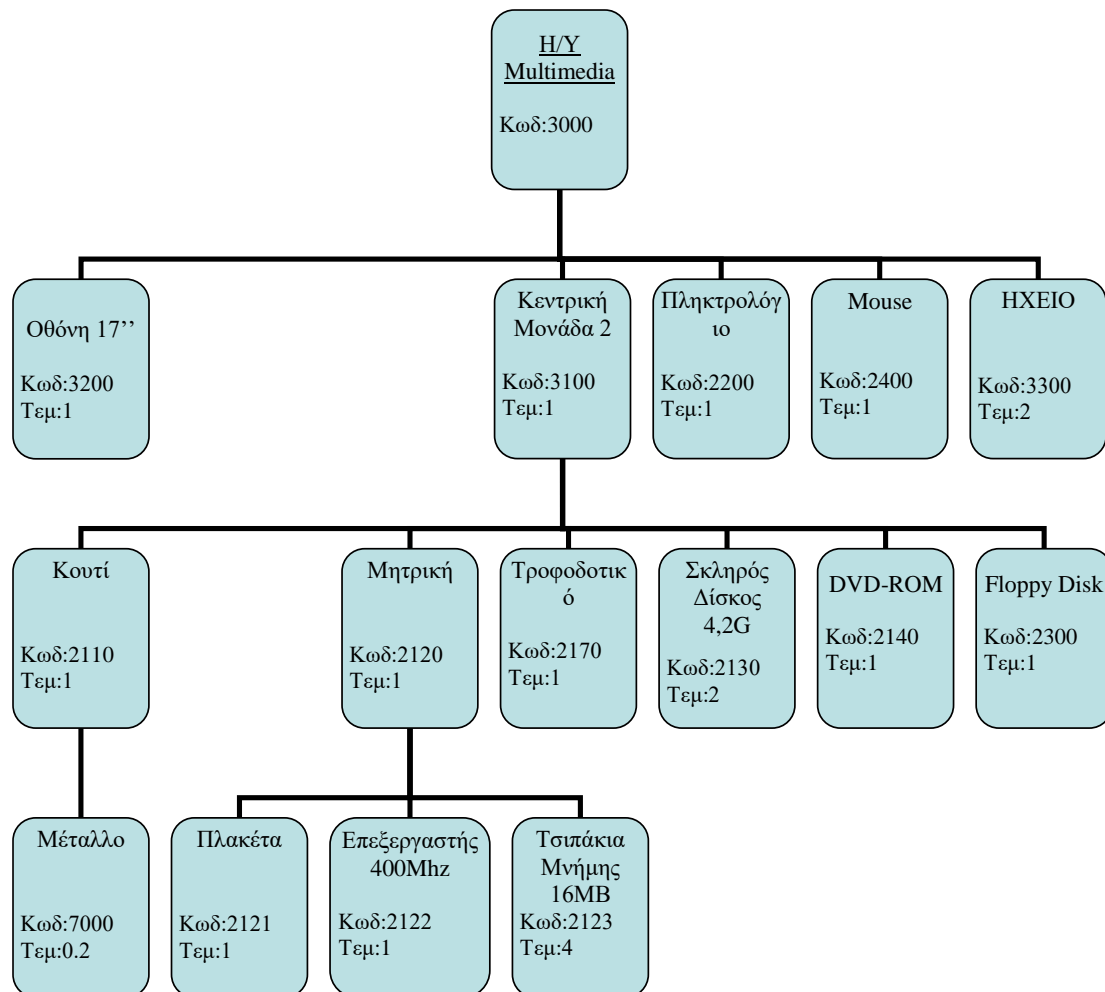 Η/Υ
Multimedia
Κωδ:3000
Οθόνη 17’’
Κωδ:3200
Τεμ:1
Κεντρική
Μονάδα 2
Κωδ:3100
Τεμ:1
Πληκτρολόγ
ιο
Κωδ:2200
Τεμ:1
Mouse
Κωδ:2400
Τεμ:1
ΗΧΕΙΟ
Κωδ:3300
Τεμ:2
Κουτί
Κωδ:2110
Τεμ:1
Μητρική
Κωδ:2120
Τεμ:1
Τροφοδοτικ
ό
Κωδ:2170
Τεμ:1
Σκληρός
Δίσκος
4,2G
Κωδ:2130
Τεμ:2
DVD-ROM
Κωδ:2140
Τεμ:1
Floppy Disk
Κωδ:2300
Τεμ:1
Μέταλλο
Κωδ:7000
Τεμ:0.2
Πλακέτα
Κωδ:2121
Τεμ:1
Επεξεργαστής
400Mhz
Κωδ:2122
Τεμ:1
Τσιπάκια
Μνήμης
16MB
Κωδ:2123
Τεμ:4